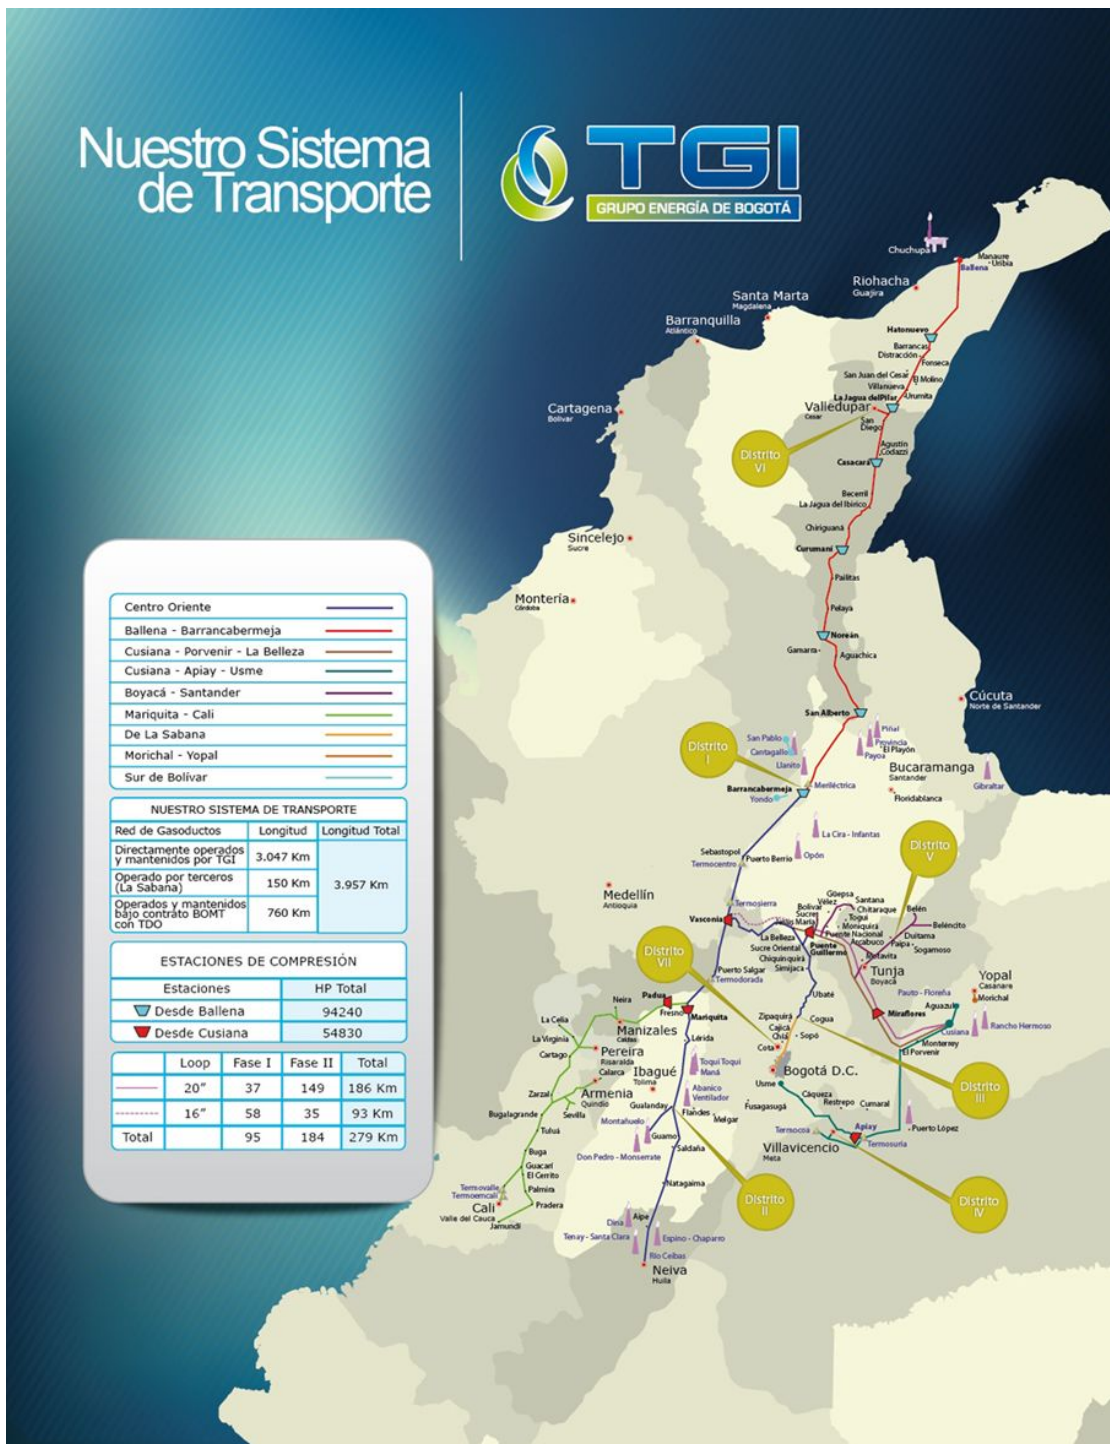 Nuestro Sistema
de Transporte
TGI
GRUPO ENERGÍA DE BOGOTÁ
Chuchupa
Manaure
Uribia
Ballena
Riohacha
Guajira
Santa Marta
Magdalena
Barranquilla
Atlántico
Hatonuevo
Barrancas
Distracción
Fonseca
San Juan del Cesar
El Molino
Villanueva
Urumita
La Jagua del Pilar
Valledupar
Cesar
San
Diego
Cartagena
Bolivar
Agustín
Codazzi
Distrito
VI
Casacará
Becerril
La Jagua del Ibirico
Chiriguaná
Curumaní
Sincelejo
Sucre
Pailitas
Montería
Córdoba
Pelaya
Noreán
Gamarra
Aguachica
Cúcuta
Norte de Santander
San Alberto
Distrito
I
San Pablo
Cantagallo
Llanito
Piñal
Provincia
Payoa
El Playón
Bucaramanga
Santander
Gibraltar
Floridablanca
Meriléctrica
Barrancabermeja
Yondo
La Cira - Infantas
Opón
Sebastopol
Puerto Berrio
Termocentro
Distrito
V
Medellín
Antioquia
Termosierra
Vasconia
Güepsa
Vélez
Santana
Chitaraque
Bolivar
Sucre
Togui
Moniquirá
Belén
Jesús María
Puente Nacional
Arcabuco
Duitama
Belencito
Paipa
Sogamoso
La Belleza
Puente
Guillermo
Sucre Oriental
Chiquinquirá
Simijaca
Motavita
Tunja
Boyacá
Distrito
VII
Puerto Salgar
Termodorada
Yopal
Casanare
Morichal
Pauto - Floreña
Aguazul
Cusiana
Rancho Hermoso
Miraflores
Monterrey
El Porvenir
Ubaté
Cogua
Zipaquirá
Cajicá
Chía
Sopó
Cota
Bogotá D.C.
Usme
Padua
Fresno
Mariquita
Neira
Manizales
Caldas
La Celia
La Virginia
Cartago
Pereira
Risaralda
Calarca
Lérida
Toqui Toqui
Maná
Ibagué
Tolima
Abanico
Ventilador
Armenia
Quindío
Zarzal
Sevilla
Bugalagrande
Tuluá
Gualanday
Flandes
Melgar
Fusagasugá
Cáqueza
Restrepo
Cumaral
Distrito
III
Montañuelo
Guamo
Don Pedro - Monserrate
Saldaña
Apiay
Termocoa
Termosuria
Puerto López
Villavicencio
Meta
Buga
Guacarí
El Cerrito
Palmira
Pradera
Termovalle
Termoemcali
Cali
Valle del Cauca
Jamundí
Natagaima
Distrito
II
Distrito
IV
Dina
Aipe
Tenay - Santa Clara
Espino - Chaparro
Río Ceibas
Neiva
Huila
Centro Oriente
Ballena - Barrancabermeja
Cusiana - Porvenir - La Belleza
Cusiana - Apiay - Usme
Boyacá - Santander
Mariquita - Cali
De La Sabana
Morichal - Yopal
Sur de Bolívar
NUESTRO SISTEMA DE TRANSPORTE
Red de Gasoductos Longitud Longitud Total
Directamente operados
y mantenidos por TGI 3.047 Km
Operado por terceros
(La Sabana) 150 Km 3.957 Km
Operados y mantenidos
bajo contrato BOMT
con TDO 760 Km
ESTACIONES DE COMPRESIÓN
Estaciones HP Total
Desde Ballena 94240
Desde Cusiana 54830
Loop Fase I Fase II Total
20" 37 149 186 Km
16" 58 35 93 Km
Total 95 184 279 Km